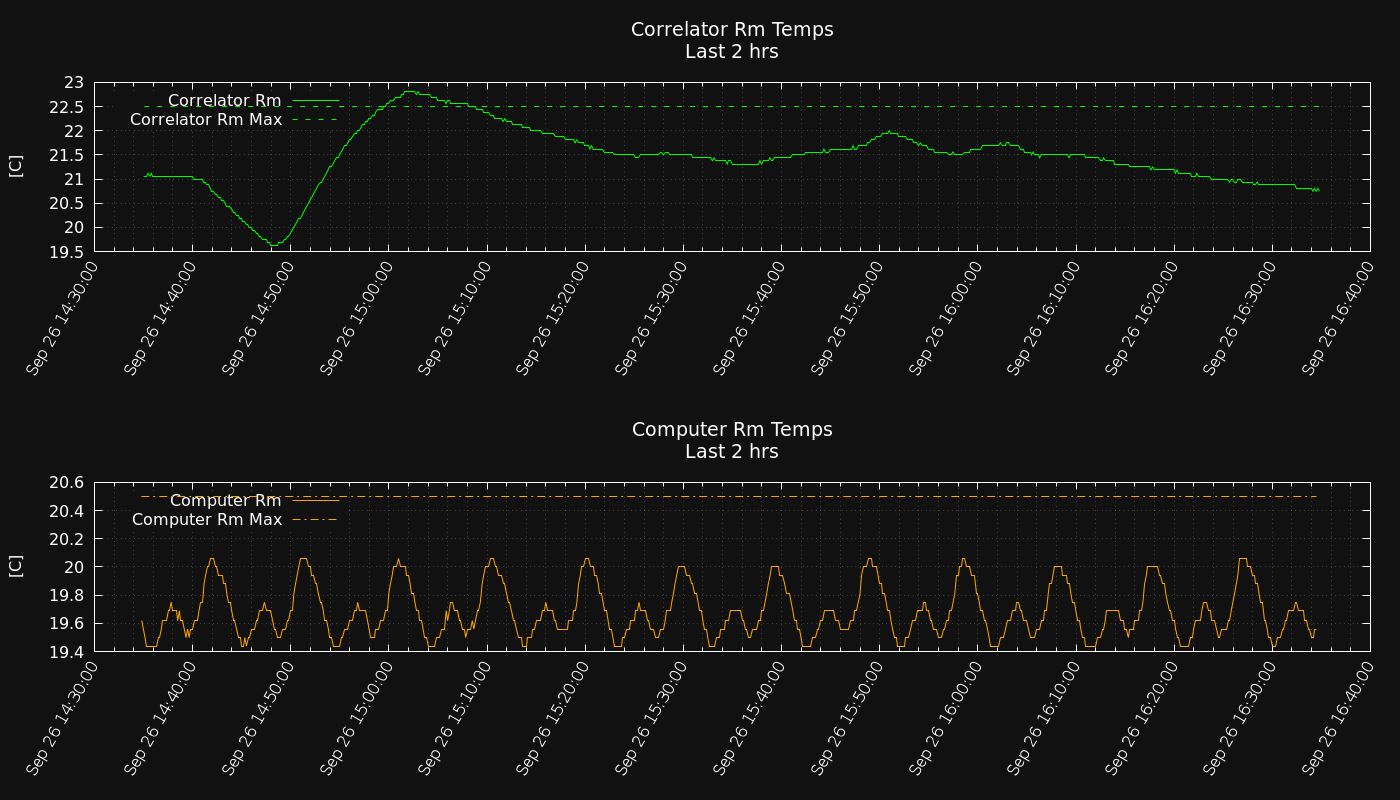 Correlator Rm Temps
Last 2 hrs
23
22.5
22
21.5
21
20.5
20
19.5
[C]
Correlator Rm
Correlator Rm Max
Sep 26 14:30:00
Sep 26 14:40:00
Sep 26 14:50:00
Sep 26 15:00:00
Sep 26 15:10:00
Sep 26 15:20:00
Sep 26 15:30:00
Sep 26 15:40:00
Sep 26 15:50:00
Sep 26 16:00:00
Sep 26 16:10:00
Sep 26 16:20:00
Sep 26 16:30:00
Sep 26 16:40:00
Computer Rm Temps
Last 2 hrs
20.6
20.4
20.2
20
19.8
19.6
19.4
[C]
Computer Rm
Computer Rm Max
Sep 26 14:30:00
Sep 26 14:40:00
Sep 26 14:50:00
Sep 26 15:00:00
Sep 26 15:10:00
Sep 26 15:20:00
Sep 26 15:30:00
Sep 26 15:40:00
Sep 26 15:50:00
Sep 26 16:00:00
Sep 26 16:10:00
Sep 26 16:20:00
Sep 26 16:30:00
Sep 26 16:40:00